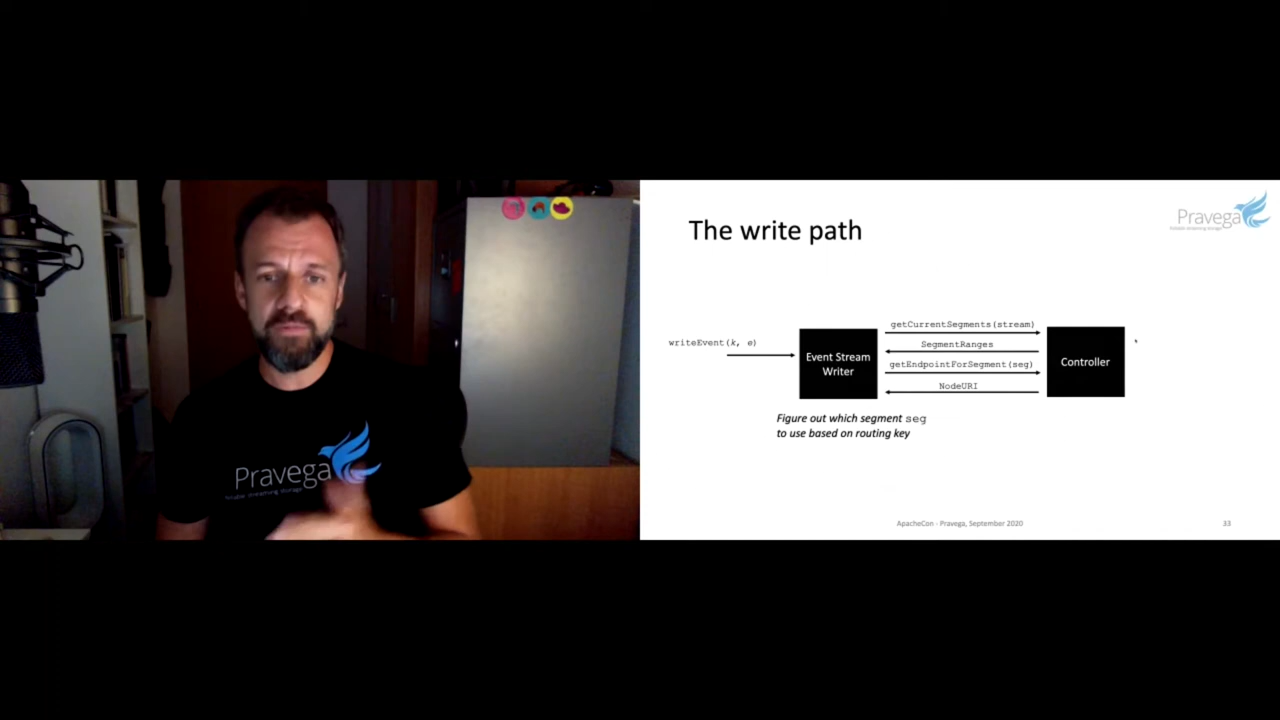 Pravega
The write path
Pravega
writeEvent(k, e)
Event Stream
Writer
getCurrentSegments(stream)
SegmentRanges
getEndpointForSegment(seg)
NodeURI
Controller
Figure out which segment seg
to use based on routing key
ApacheCon - Pravega, September 2020
33